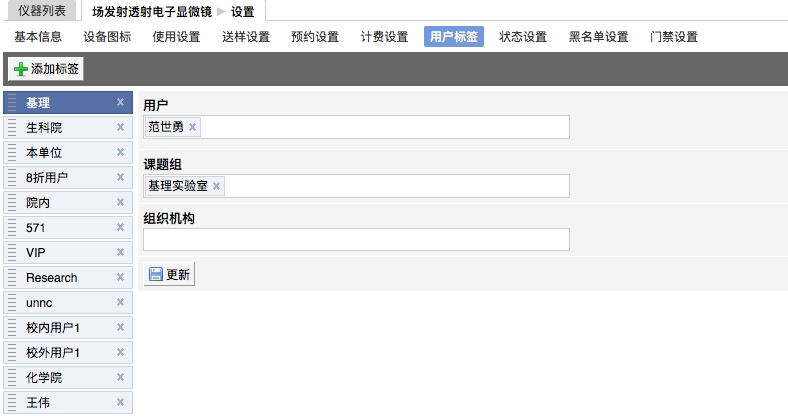 仪器列表 场发射透射电子显微镜 ▶ 设置
基本信息 设备图标 使用设置 送样设置 预约设置 计费设置 用户标签 状态设置 黑名单设置 门禁设置
添加标签
基理 x
生科院 x
本单位 x
8折用户 x
院内 x
571 x
VIP x
Research x
unnc x
校内用户1 x
校外用户1 x
化学院 x
王伟 x
用户
范世勇 x
课题组
基理实验室 x
组织机构
更新